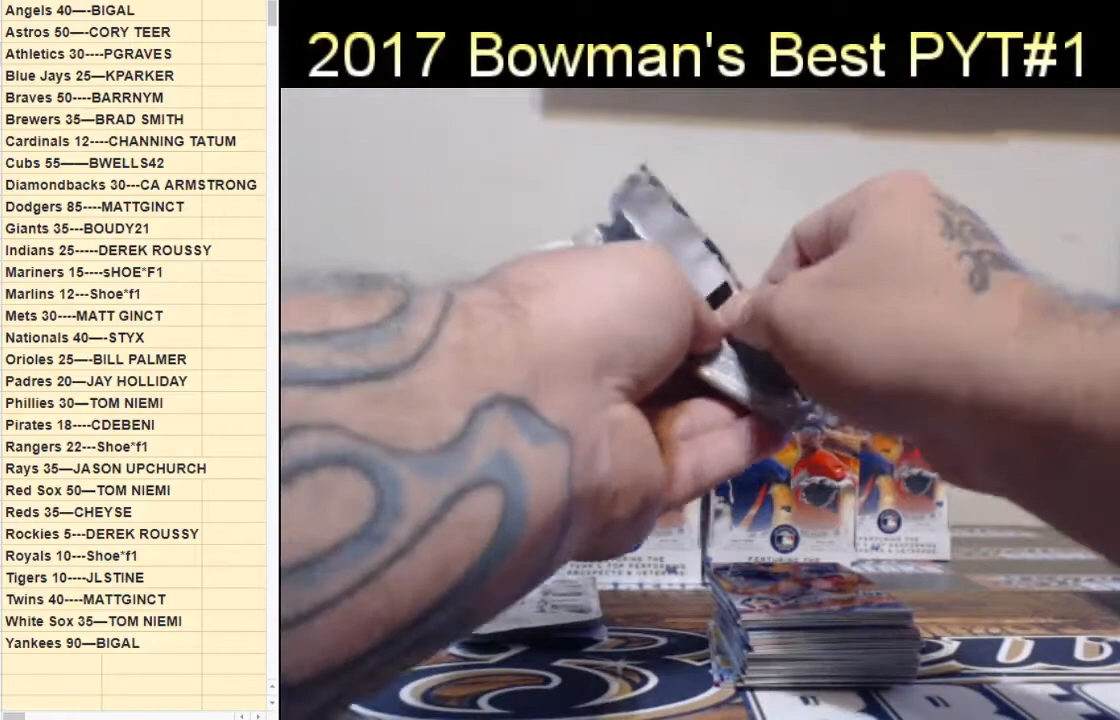 Angels 40—-BIGAL
Astros 50—-CORY TEER
Athletics 30----PGRAVES
Blue Jays 25—KPARKER
Braves 50----BARRNYM
Brewers 35—BRAD SMITH
Cardinals 12----CHANNING TATUM
Cubs 55——BWELLS42
Diamondbacks 30---CA ARMSTRONG
Dodgers 85----MATTGINCT
Giants 35---BOUDY21
Indians 25-----DEREK ROUSSY
Mariners 15----sHOE*F1
Marlins 12---Shoe*f1
Mets 30----MATT GINCT
Nationals 40—-STYX
Orioles 25—-BILL PALMER
Padres 20—JAY HOLLIDAY
Phillies 30—TOM NIEMI
Pirates 18----CDEBENI
Rangers 22---Shoe*f1
Rays 35—JASON UPCHURCH
Red Sox 50—TOM NIEMI
Reds 35—CHEYSE
Rockies 5---DEREK ROUSSY
Royals 10---Shoe*f1
Tigers 10----JLSTINE
Twins 40----MATTGINCT
White Sox 35—TOM NIEMI
Yankees 90—BIGAL
2017 Bowman's Best PYT#1
FEATURING THE
PROSPECTS & VETERANS
FEATURING THE